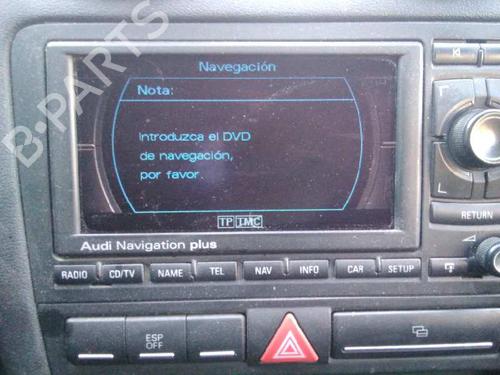 B-PARTS
Navegación
Nota:
Introduzca el DVD
de navegación,
por favor.
TP TMC
RETURN
Audi Navigation plus
RADIO CD/TV NAME TEL NAV INFO CAR SETUP
ESP
OFF